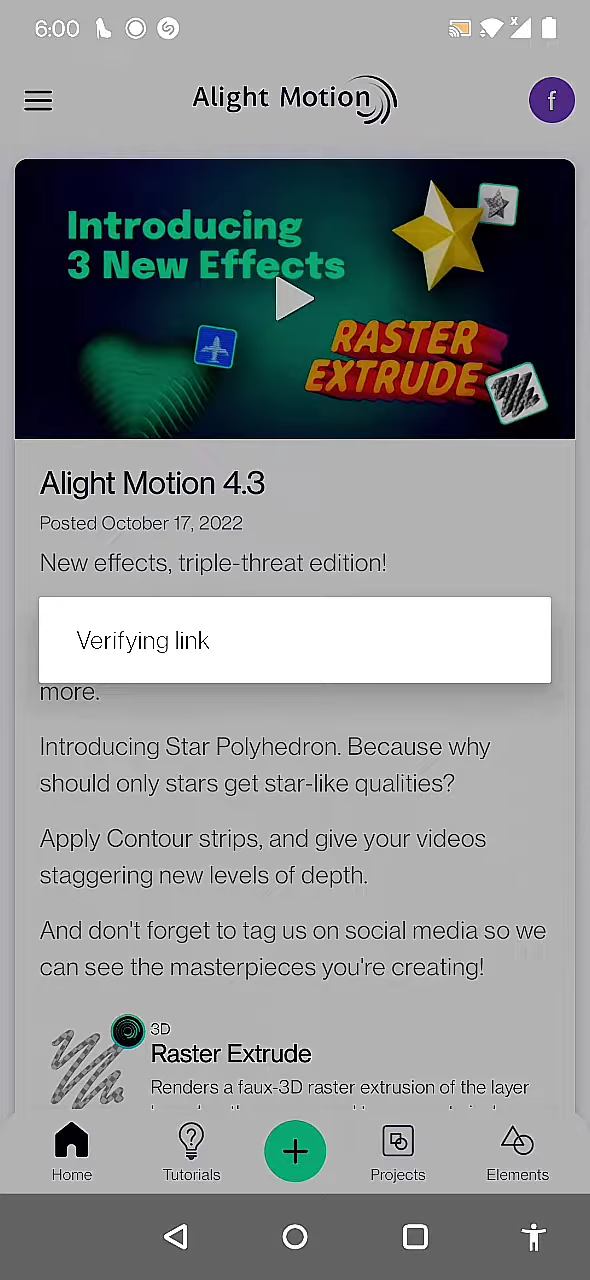 6:00
Alight Motion
f
Introducing
3 New Effects
RASTER
EXTRUDE
Alight Motion 4.3
Posted October 17, 2022
New effects, triple-threat edition!
Verifying link
more.
Introducing Star Polyhedron. Because why
should only stars get star-like qualities?
Apply Contour strips, and give your videos
staggering new levels of depth.
And don't forget to tag us on social media so we
can see the masterpieces you're creating!
3D
Raster Extrude
Renders a faux-3D raster extrusion of the layer
Home
Tutorials
Projects
Elements